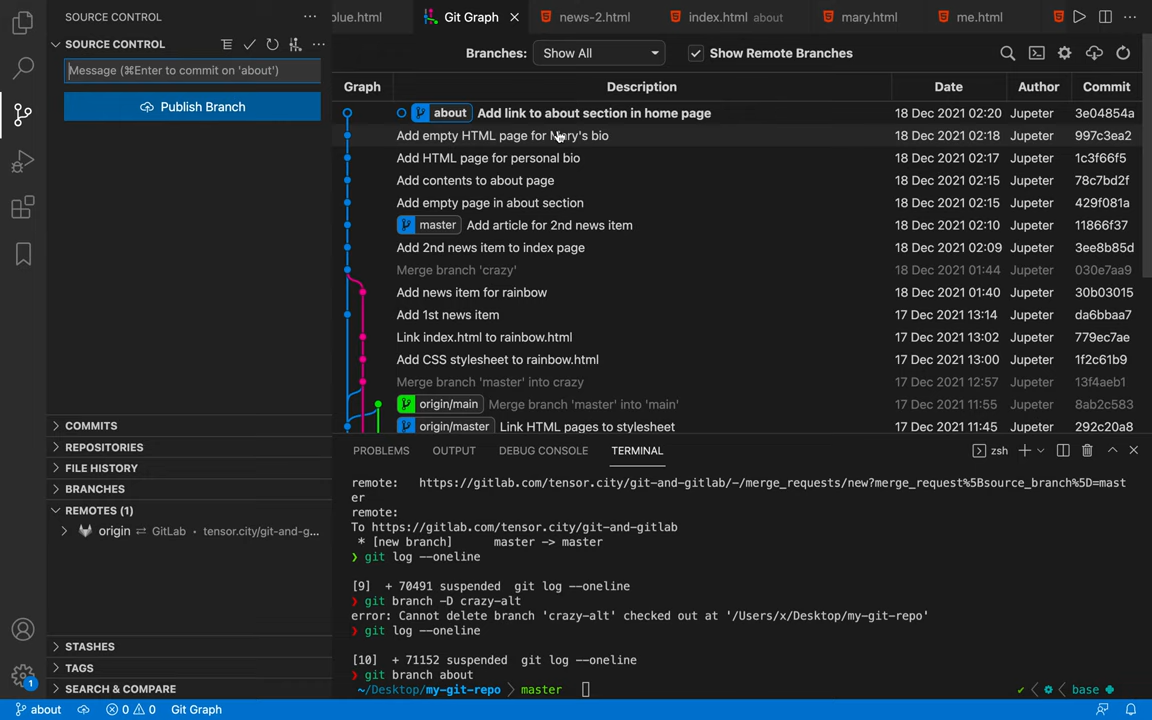 SOURCE CONTROL
blue.html
Git Graph
news-2.html
index.html about
mary.html
me.html
SOURCE CONTROL
Message (⌘Enter to commit on 'about')
Publish Branch
Branches: Show All Show Remote Branches
Graph Description Date Author Commit
about Add link to about section in home page 18 Dec 2021 02:20 Jupeter 3e04854a
Add empty HTML page for Mary's bio 18 Dec 2021 02:18 Jupeter 997c3ea2
Add HTML page for personal bio 18 Dec 2021 02:17 Jupeter 1c3f66f5
Add contents to about page 18 Dec 2021 02:15 Jupeter 78c7bd2f
Add empty page in about section 18 Dec 2021 02:15 Jupeter 429f081a
master Add article for 2nd news item 18 Dec 2021 02:10 Jupeter 11866f37
Add 2nd news item to index page 18 Dec 2021 02:09 Jupeter 3ee8b85d
Merge branch 'crazy' 18 Dec 2021 01:44 Jupeter 030e7aa9
Add news item for rainbow 18 Dec 2021 01:40 Jupeter 30b03015
Add 1st news item 17 Dec 2021 13:14 Jupeter da6bbaa7
Link index.html to rainbow.html 17 Dec 2021 13:02 Jupeter 779ec7ae
Add CSS stylesheet to rainbow.html 17 Dec 2021 13:00 Jupeter 1f2c61b9
Merge branch 'master' into crazy 17 Dec 2021 12:57 Jupeter 13f4aeb1
origin/main Merge branch 'master' into 'main' 17 Dec 2021 11:55 Jupeter 8ab2c583
origin/master Link HTML pages to stylesheet 17 Dec 2021 11:45 Jupeter 292c20a8
COMMITS
REPOSITORIES
FILE HISTORY
BRANCHES
REMOTES (1)
origin ⇄ GitLab • tensor.city/git-and-g...
STASHES
TAGS
SEARCH & COMPARE
PROBLEMS OUTPUT DEBUG CONSOLE TERMINAL zsh
remote: https://gitlab.com/tensor.city/git-and-gitlab/-/merge_requests/new?merge_request%5Bsource_branch%5D=mast
er
remote:
To https://gitlab.com/tensor.city/git-and-gitlab
* [new branch] master -> master
❯ git log --oneline
[9] + 70491 suspended git log --oneline
❯ git branch -D crazy-alt
error: Cannot delete branch 'crazy-alt' checked out at '/Users/x/Desktop/my-git-repo'
❯ git log --oneline
[10] + 71152 suspended git log --oneline
❯ git branch about
~/Desktop/my-git-repo master ✓ base
1
about 0 0 Git Graph